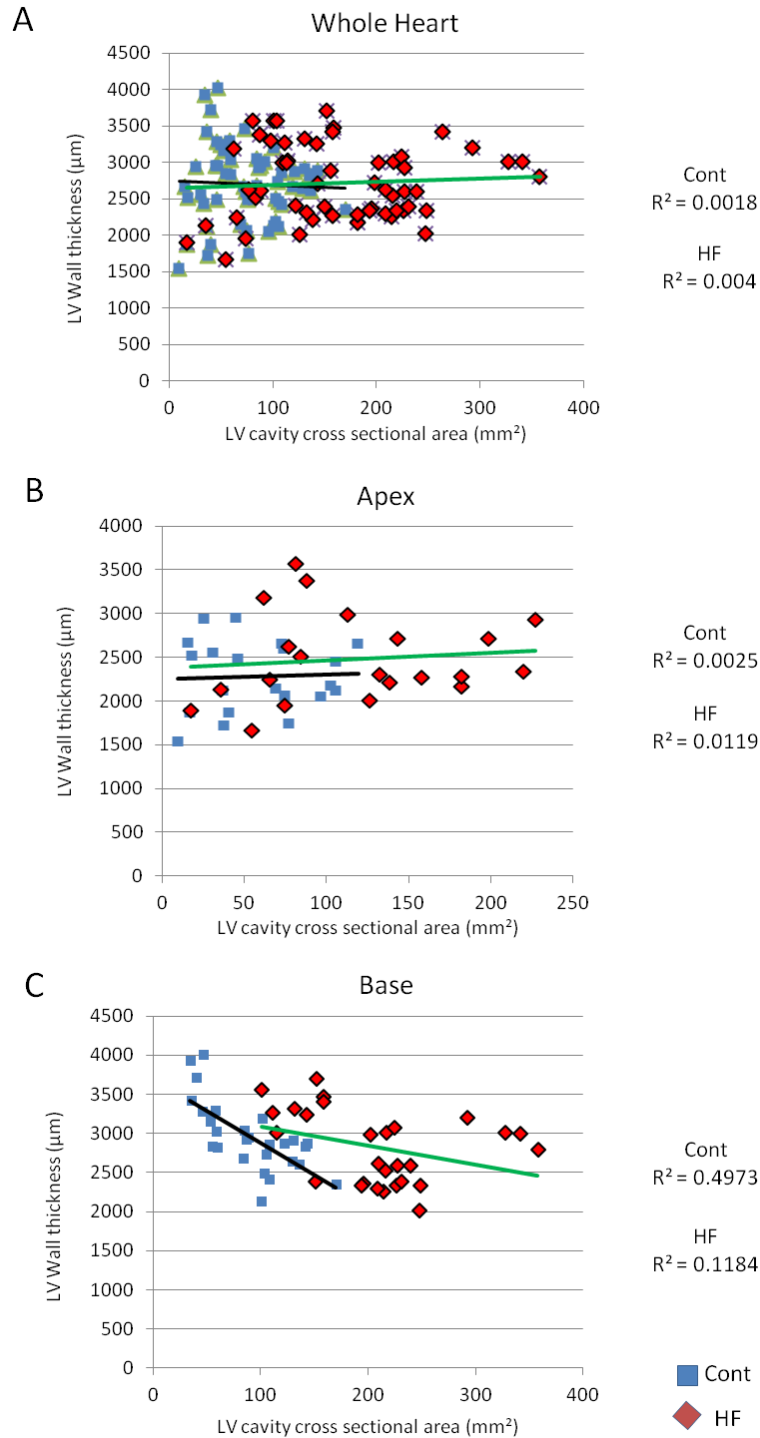 A
Whole Heart
4500
4000
3500
3000
2500
2000
1500
1000
500
0
LV Wall thickness (µm)
0 100 200 300 400
LV cavity cross sectional area (mm²)
Cont
R² = 0.0018
HF
R² = 0.004
B
Apex
4000
3500
3000
2500
2000
1500
1000
500
0
LV Wall thickness (µm)
0 50 100 150 200 250
LV cavity cross sectional area (mm²)
Cont
R² = 0.0025
HF
R² = 0.0119
C
Base
4500
4000
3500
3000
2500
2000
1500
1000
500
0
LV Wall thickness (µm)
0 100 200 300 400
LV cavity cross sectional area (mm²)
Cont
R² = 0.4973
HF
R² = 0.1184
Cont
HF